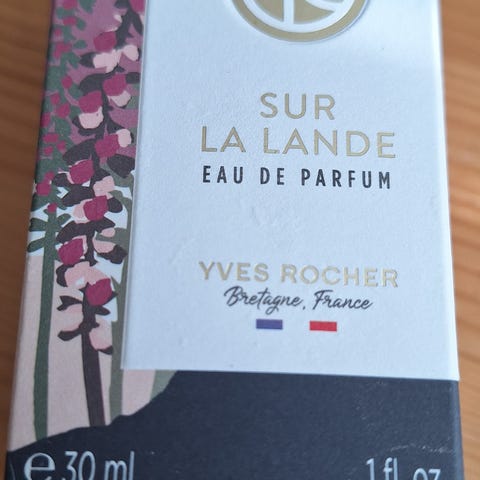 SUR
LA LANDE
EAU DE PARFUM
YVES ROCHER
Bretagne, France
℮ 30 ml 1 fl. oz